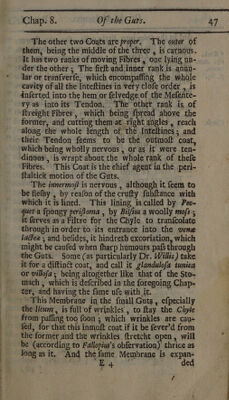 Chap. 8. Of the Guts. 47
The other two Coats are proper. The outer of
them, being the middle of the three, is carnous.
It has two ranks of moving Fibres, one lying un-
der the other; The first and inner rank is annu-
lar or transverse, which encompassing the whole
cavity of all the Intestines in very close order, is
inserted into the hem or selvedge of the Mesente-
ry as into its Tendon. The other rank is of
streight Fibres, which being spread above the
former, and cutting them at right angles, reach
along the whole length of the Intestines; and
their Tendon seems to be the outmost coat,
which being wholly nervous, or as it were ten-
dinous, is wrapt about the whole rank of these
Fibres. This Coat is the chief agent in the peri-
staltick motion of the Guts.
The innermost is nervous, although it seem to
be fleshy, by reason of the crusty substance with
which it is lined. This lining is called by Pec-
quet a spongy peristoma, by Bilsius a woolly moss;
it serves as a Filtre for the Chyle to transcolate
through in order to its entrance into the venæ
lacteæ; and besides, it hindreth excoriation, which
might be caused when sharp humours pass through
the Guts. Some (as particularly Dr. Willis) take
it for a distinct coat, and call it glandulosa tunica
or villosa; being altogether like that of the Sto-
mach, which is described in the foregoing Chap-
ter, and having the same use with it.
This Membrane in the small Guts, especially
the Ileum, is full of wrinkles, to stay the Chyle
from passing too soon; which wrinkles are cau-
sed, for that this inmost coat if it be sever'd from
the former and the wrinkles stretcht open, will
be (according to Fallopius's observation) thrice as
long as it. And the same Membrane is expan-
E 4 ded